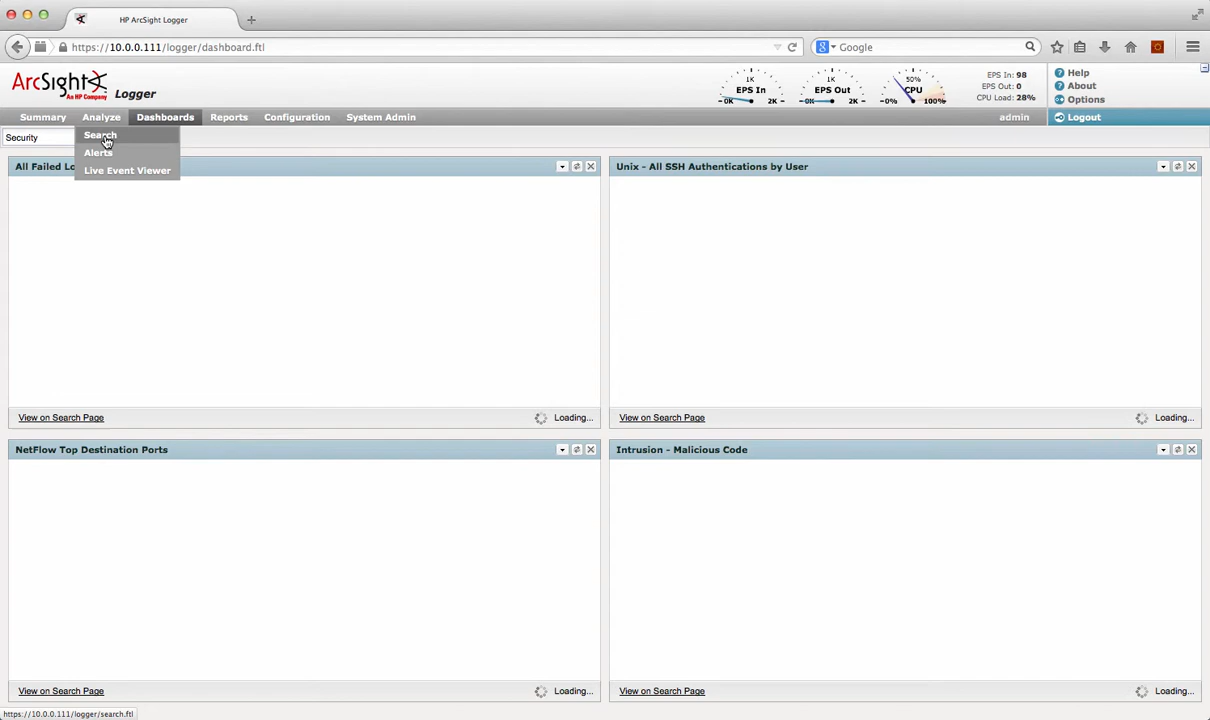 HP ArcSight Logger
https://10.0.0.111/logger/dashboard.ftl
Google
ArcSight
An HP Company
Logger
1K
EPS In
0K
2K
1K
EPS Out
0K
2K
50%
CPU
0%
100%
EPS In: 98
EPS Out: 0
CPU Load: 28%
Help
About
Options
Summary
Analyze
Dashboards
Reports
Configuration
System Admin
admin
Logout
Security
Search
Alerts
Live Event Viewer
All Failed Lo
Unix - All SSH Authentications by User
View on Search Page
Loading...
View on Search Page
Loading...
NetFlow Top Destination Ports
Intrusion - Malicious Code
View on Search Page
Loading...
View on Search Page
Loading...
https://10.0.0.111/logger/search.ftl